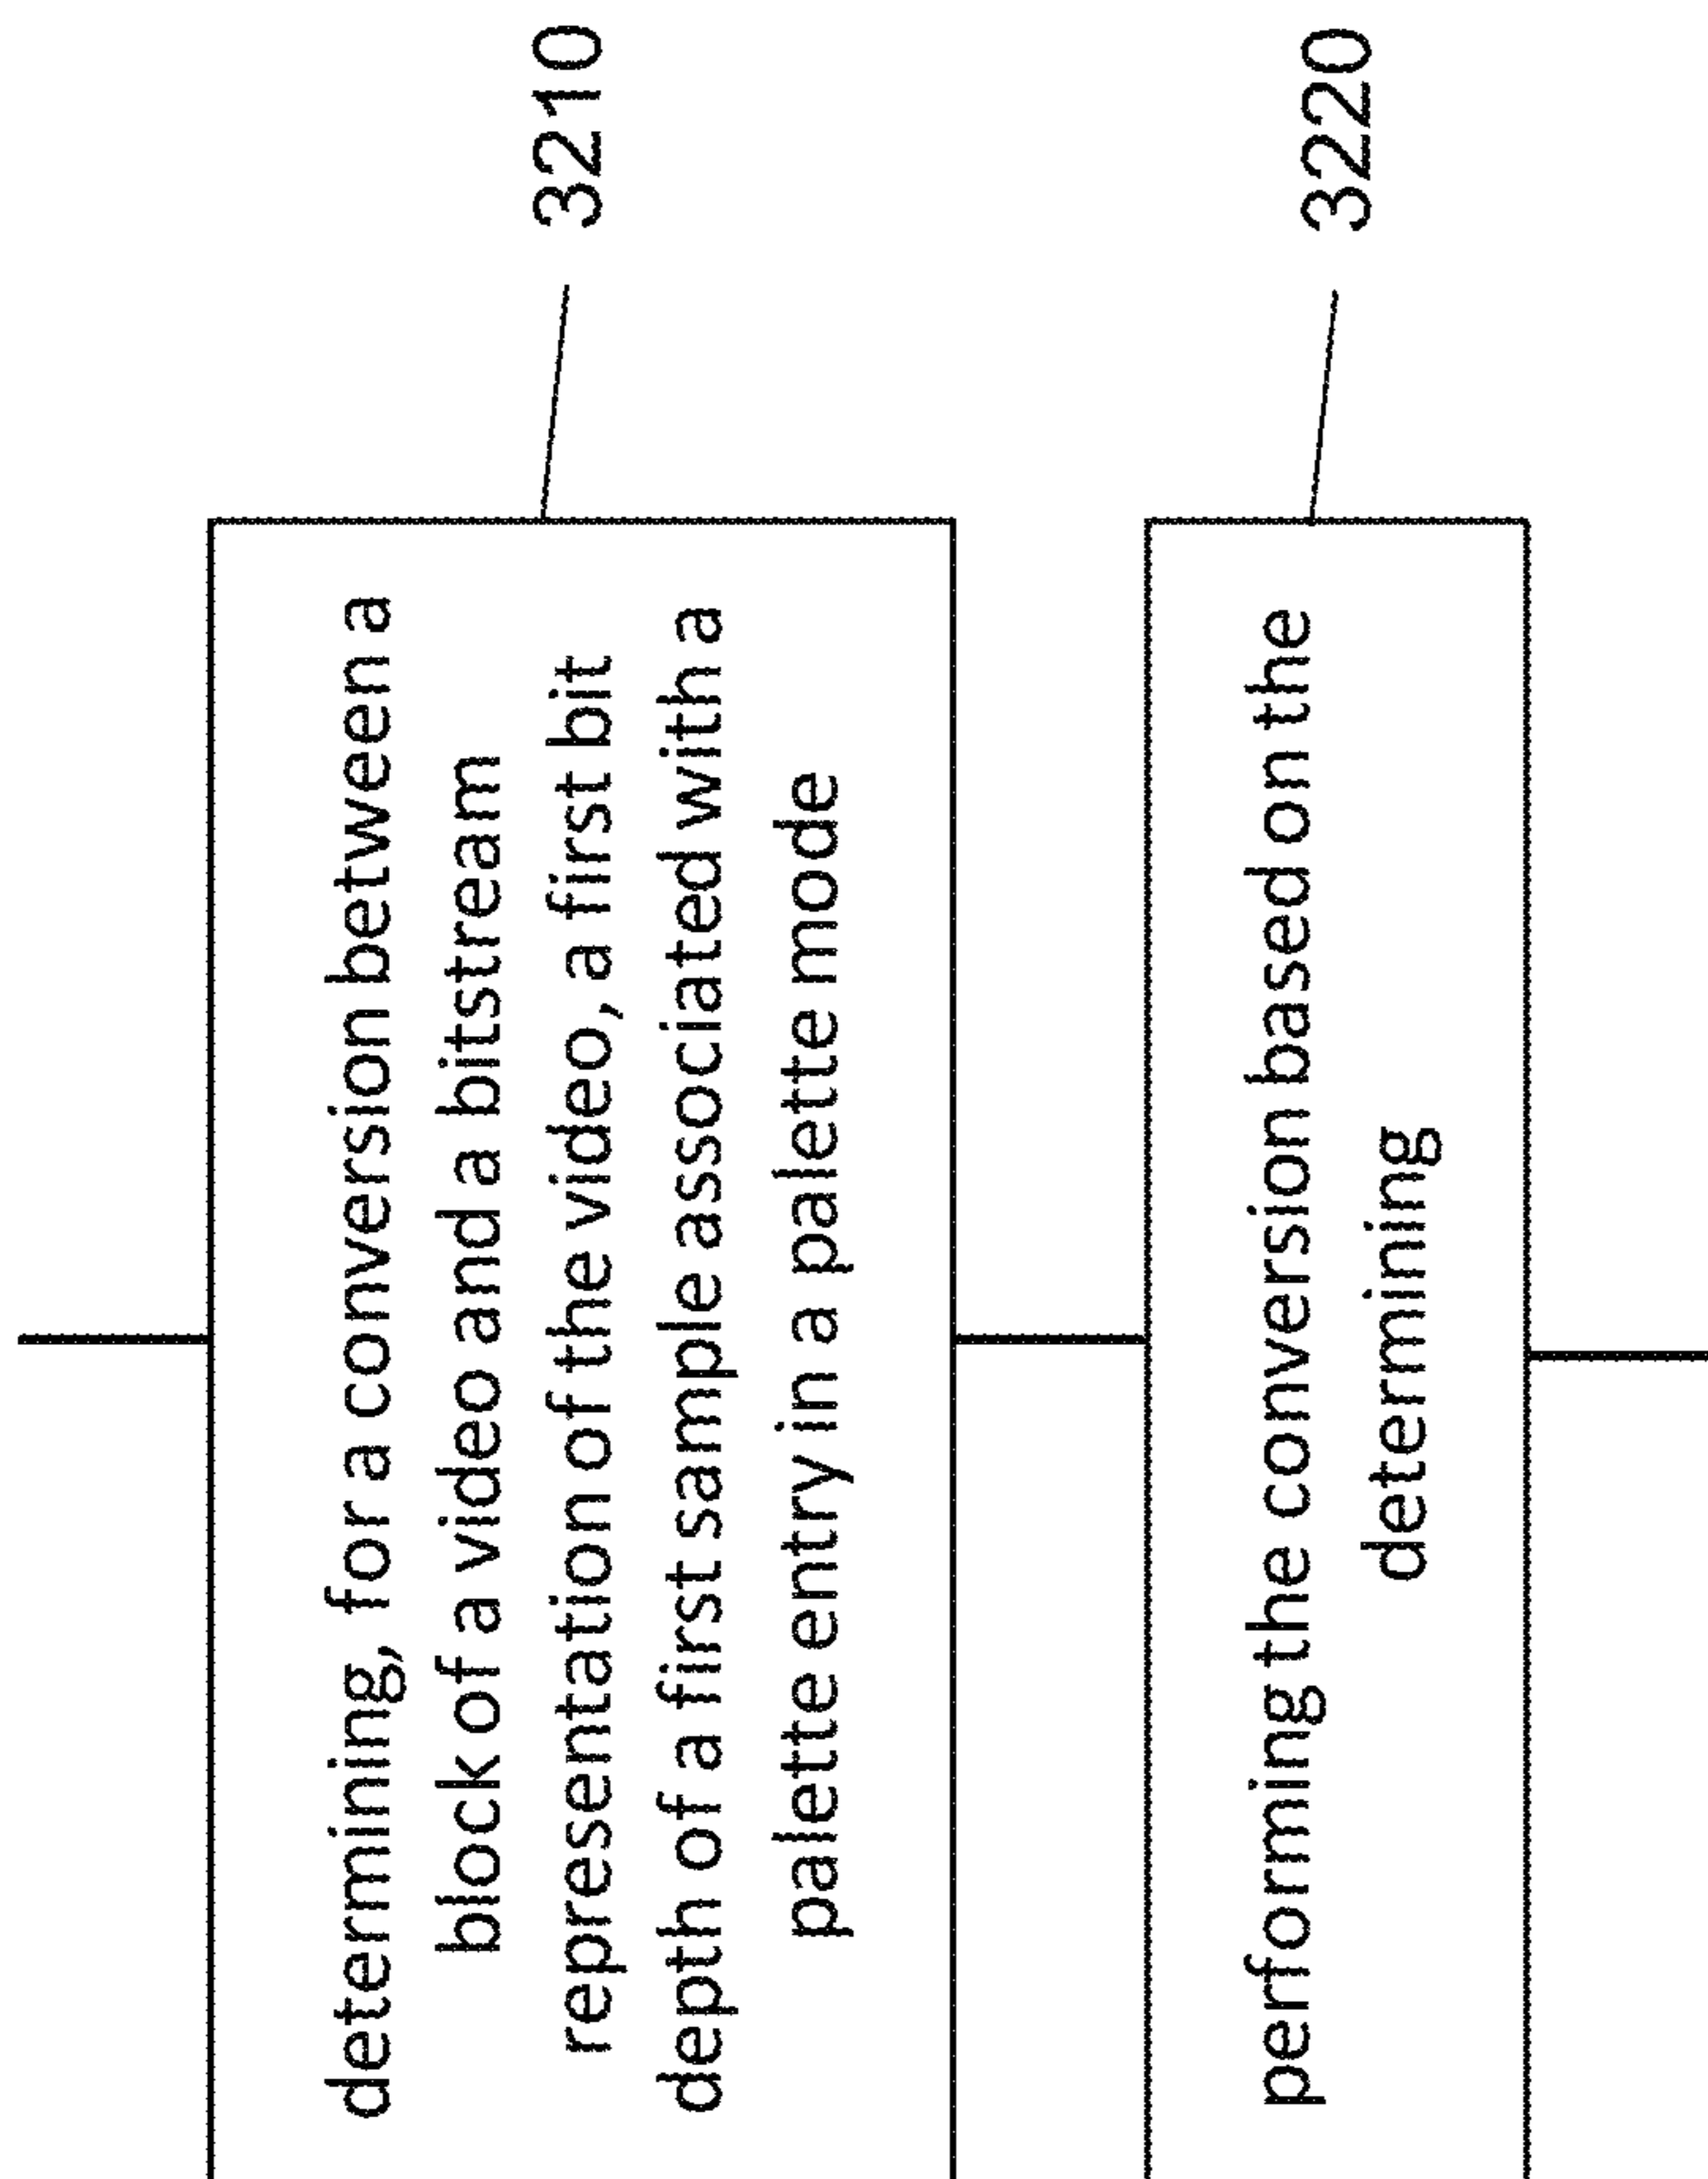 determining, for a conversion between a
block of a video and a bitstream
representation of the video, a first bit
depth of a first sample associated with a
palette entry in a palette mode
3210
performing the conversion based on the
determining
3220